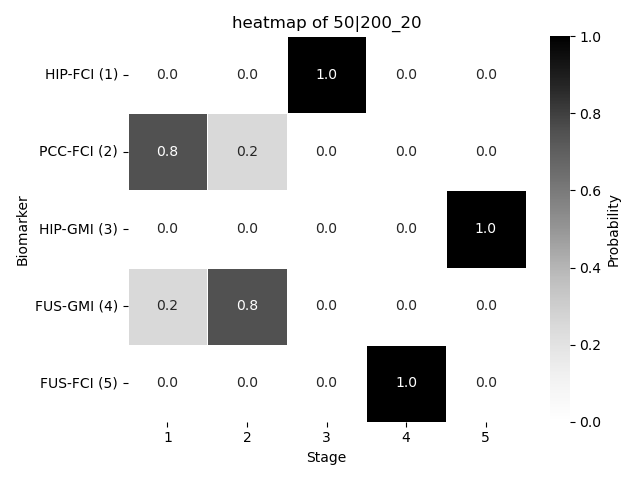 heatmap of 50|200_20
HIP-FCI (1) 0.0 0.0 1.0 0.0 0.0
PCC-FCI (2) 0.8 0.2 0.0 0.0 0.0
HIP-GMI (3) 0.0 0.0 0.0 0.0 1.0
FUS-GMI (4) 0.2 0.8 0.0 0.0 0.0
FUS-FCI (5) 0.0 0.0 0.0 1.0 0.0
Biomarker
1 2 3 4 5
Stage
1.0
0.8
0.6
0.4
0.2
0.0
Probability